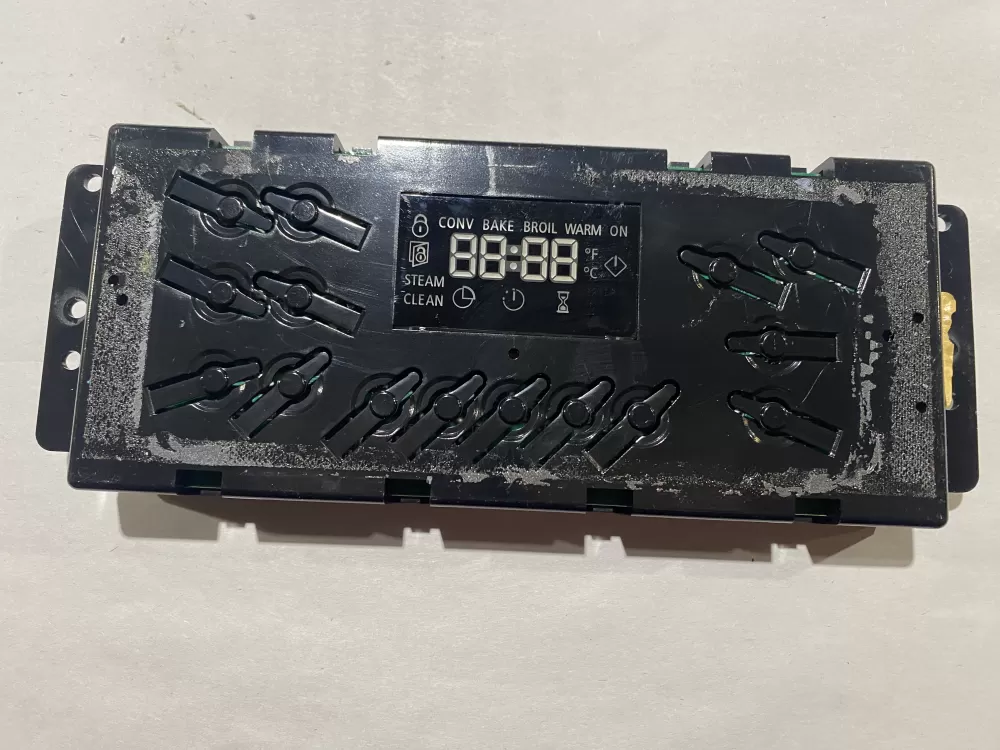 CONV BAKE BROIL WARM ON
88:88 °F
°C
STEAM
CLEAN